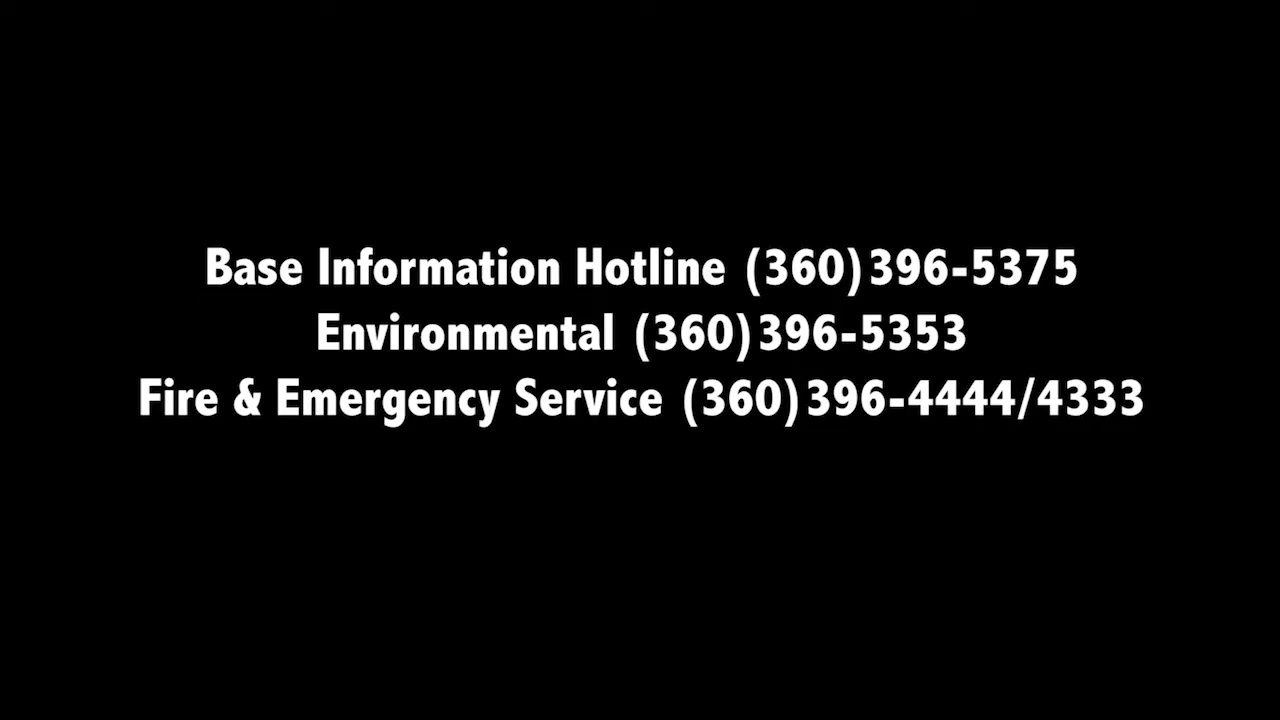 Base Information Hotline (360)396-5375
Environmental (360)396-5353
Fire & Emergency Service (360)396-4444/4333